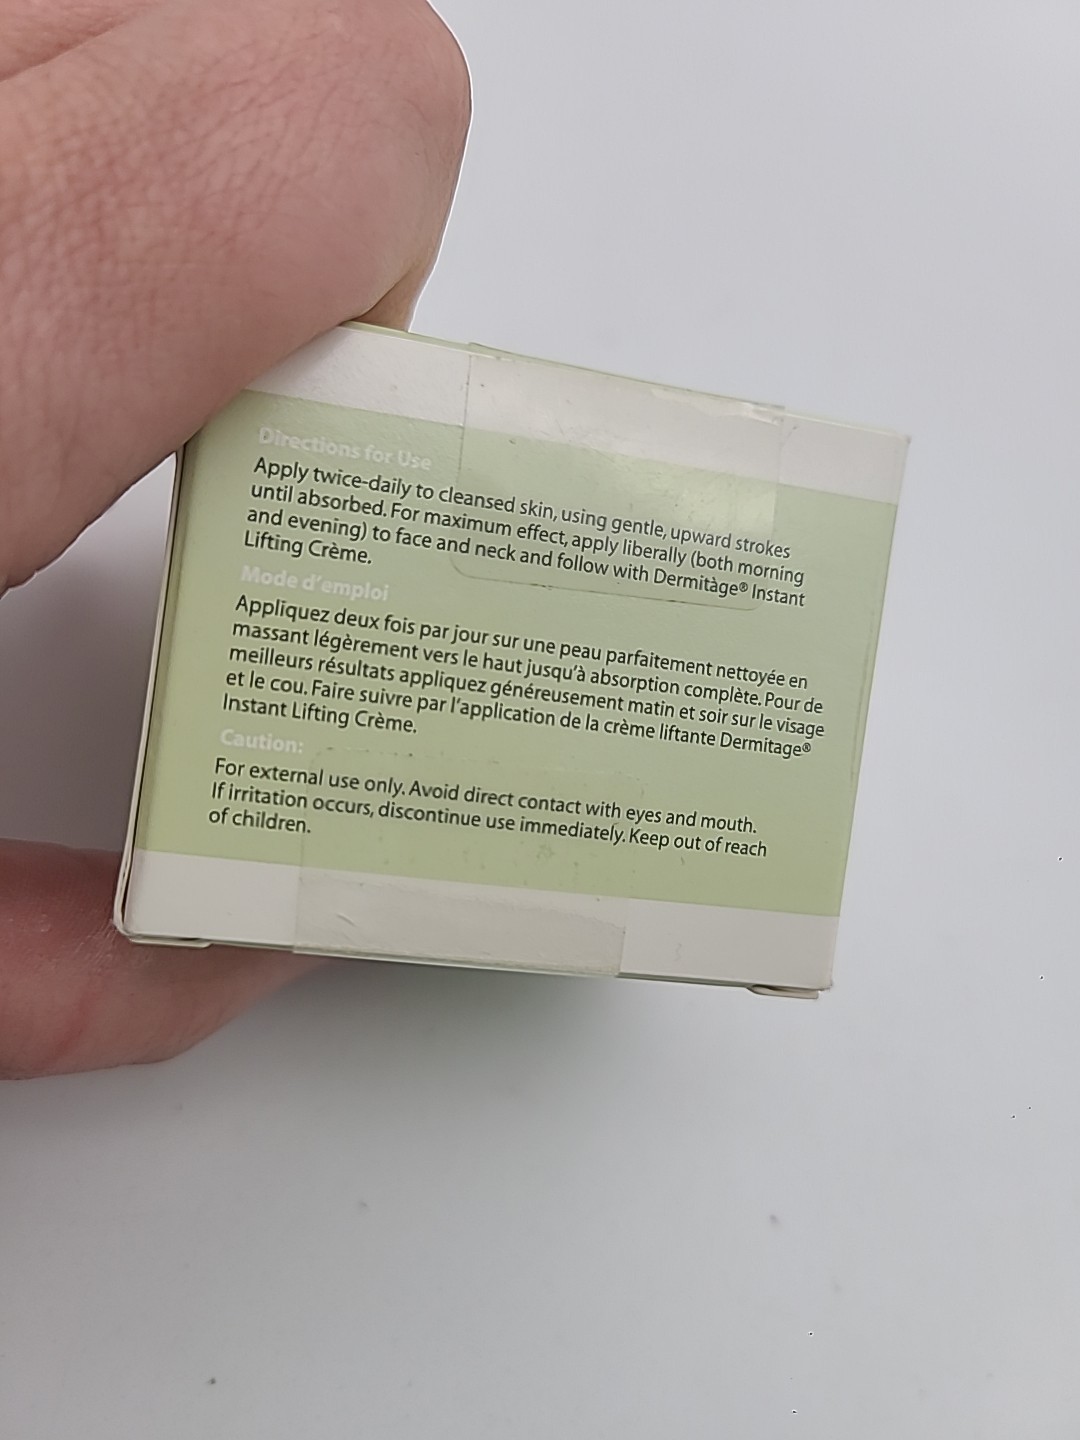 Directions for Use
Apply twice-daily to cleansed skin, using gentle, upward strokes
until absorbed. For maximum effect, apply liberally (both morning
and evening) to face and neck and follow with Dermitàge® Instant
Lifting Crème.
Mode d'emploi
Appliquez deux fois par jour sur une peau parfaitement nettoyée en
massant légèrement vers le haut jusqu'à absorption complète. Pour de
meilleurs résultats appliquez généreusement matin et soir sur le visage
et le cou. Faire suivre par l'application de la crème liftante Dermitage®
Instant Lifting Crème.
Caution:
For external use only. Avoid direct contact with eyes and mouth.
If irritation occurs, discontinue use immediately. Keep out of reach
of children.